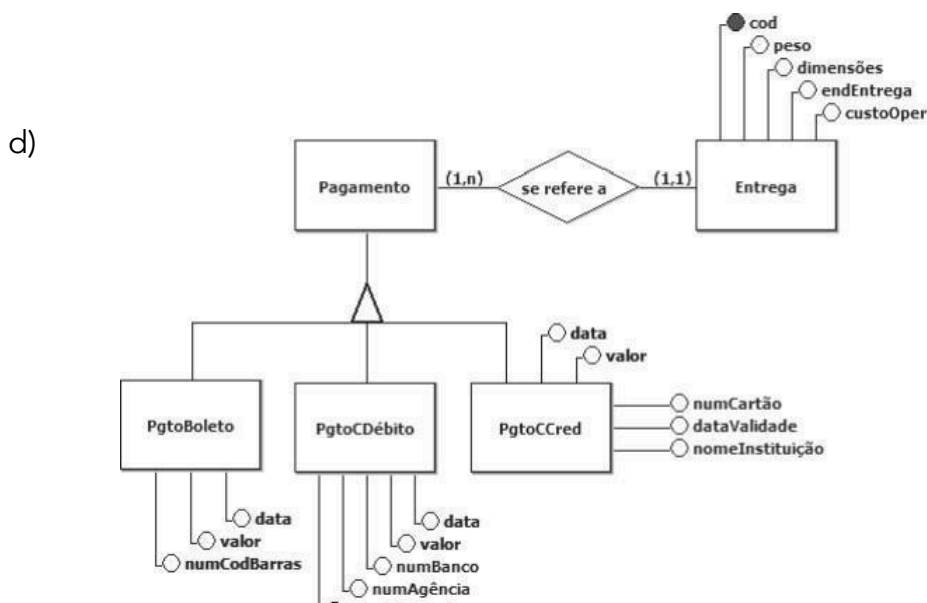 cod
peso
dimensões
endEntrega
custoOper
d)
Pagamento
(1,n)
se refere a
(1,1)
Entrega
data
valor
PgtoBoleto
PgtoCDébito
PgtoCCred
numCartão
dataValidade
nomeInstituição
data
valor
numCodBarras
data
valor
numBanco
numAgência